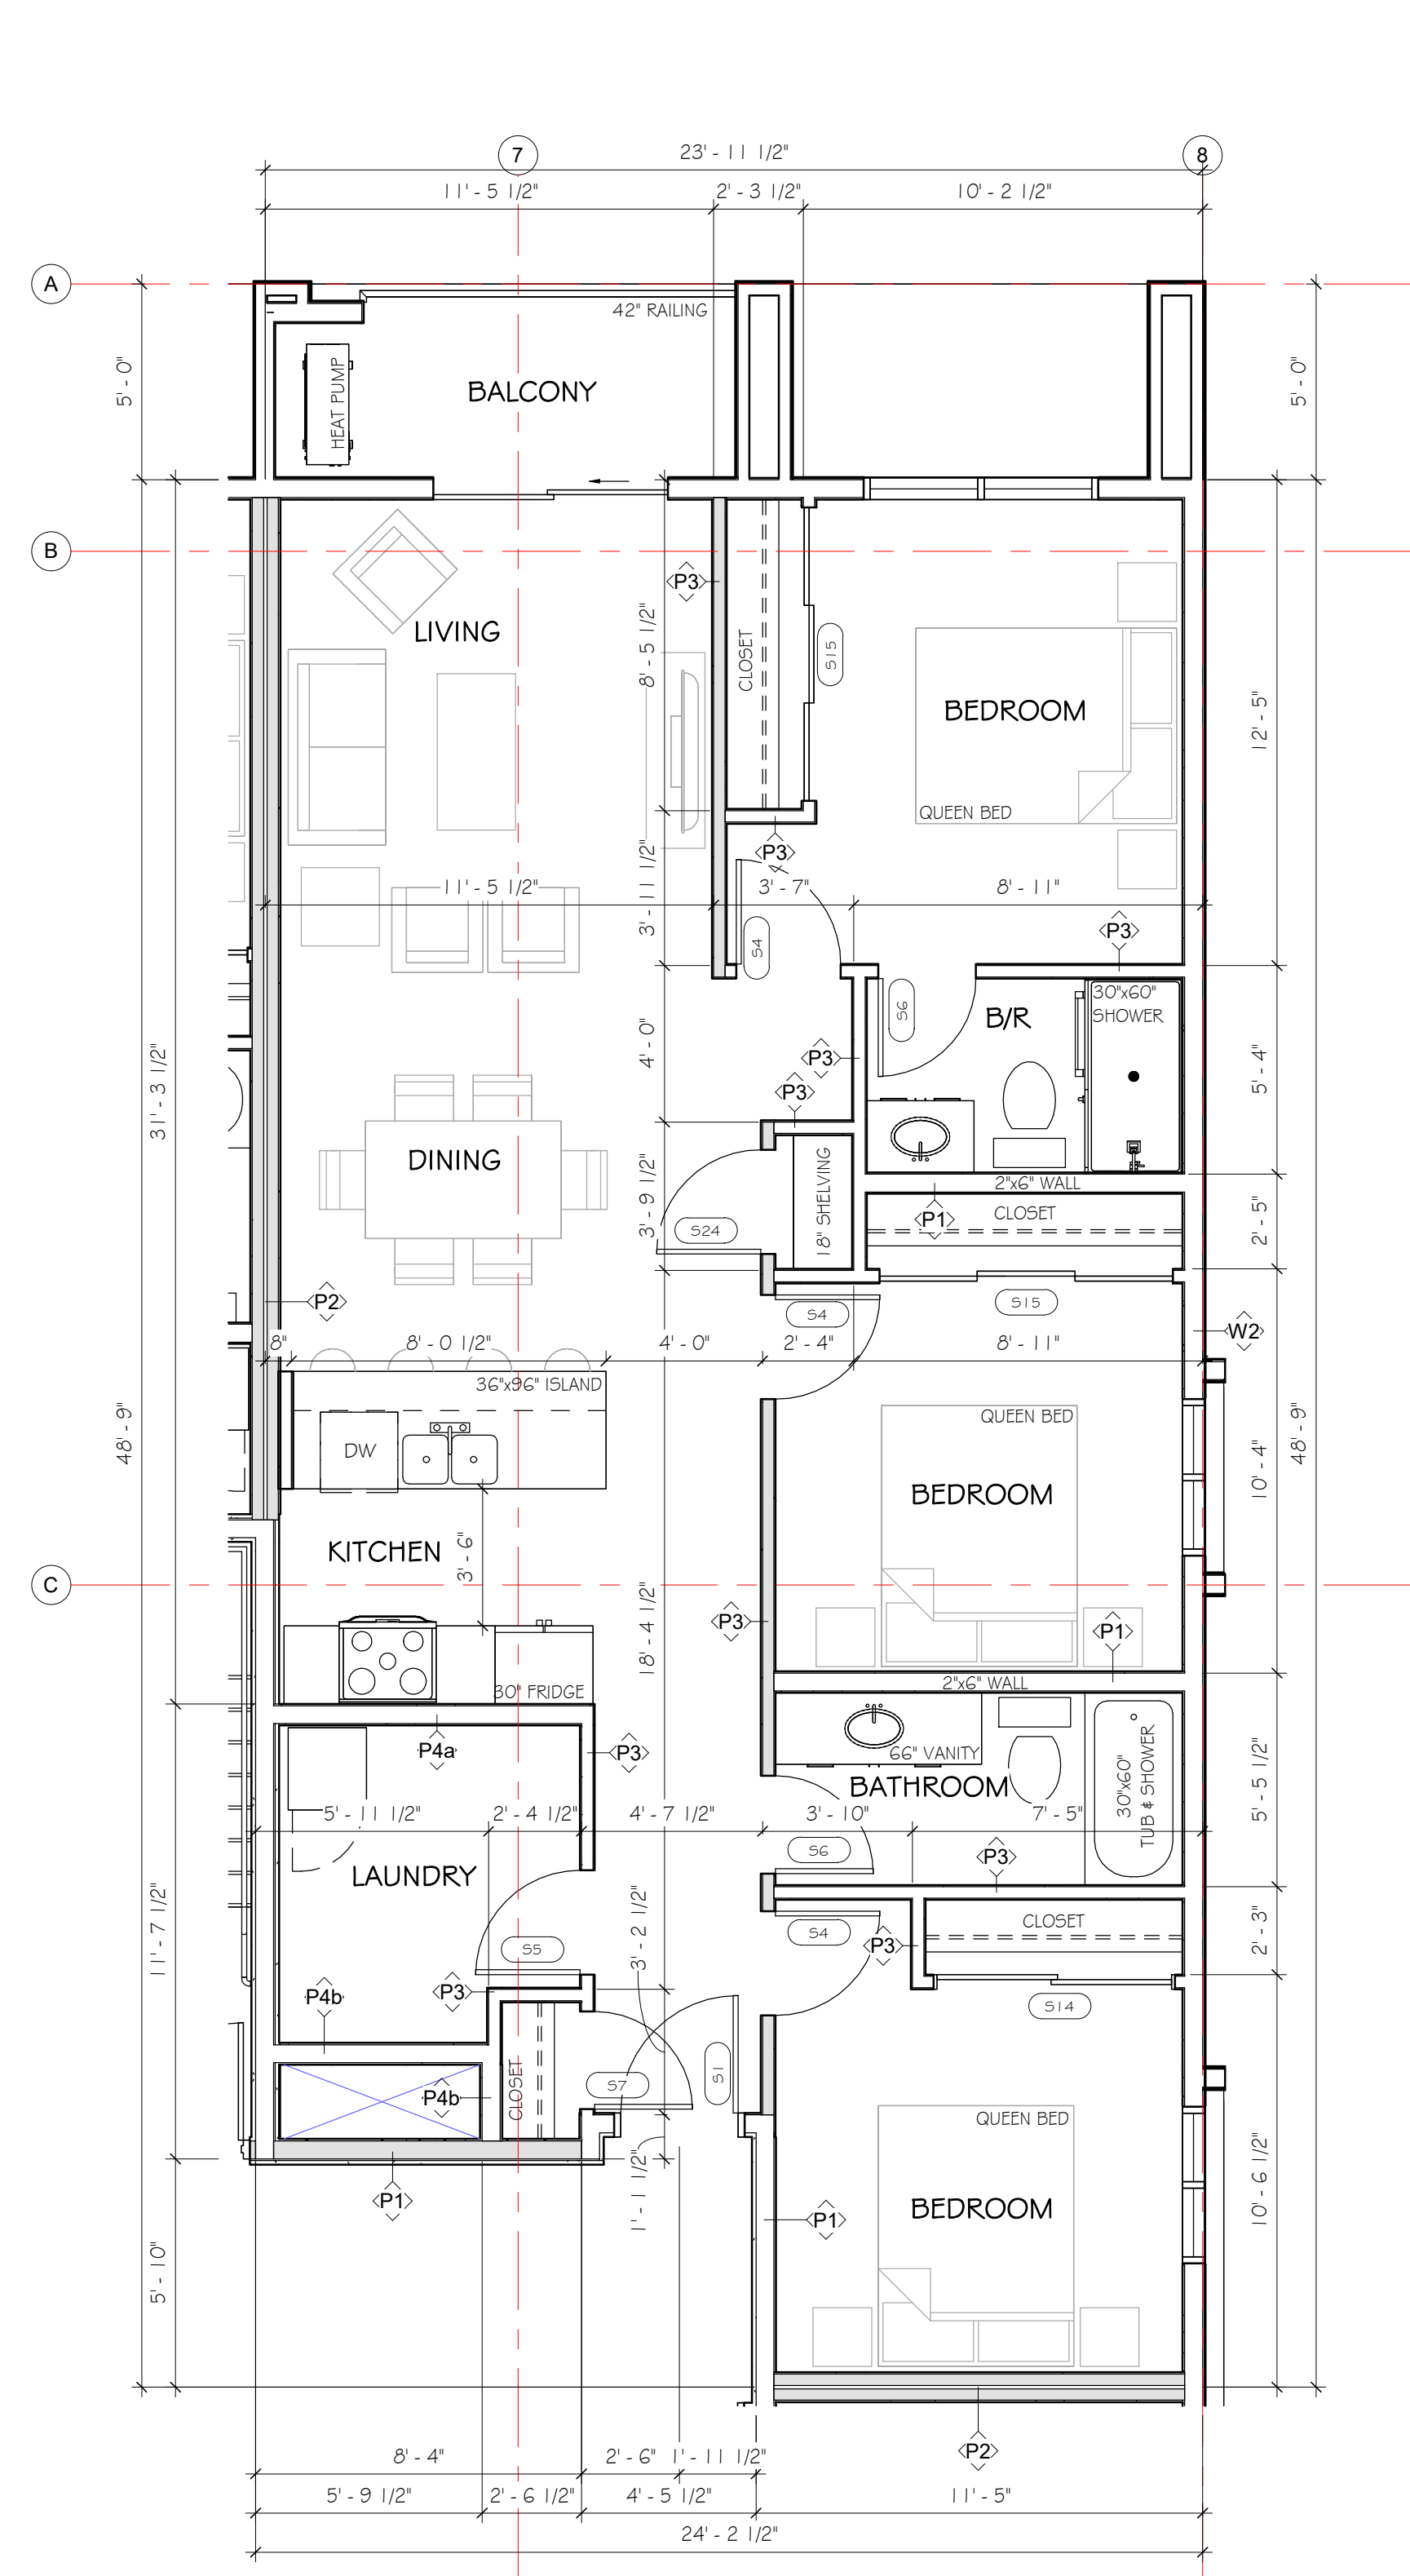 7
8
23' - 11 1/2"
11' - 5 1/2"
2' - 3 1/2"
10' - 2 1/2"
A
42" RAILING
5' - 0"
HEAT PUMP
BALCONY
5' - 0"
B
P3
LIVING
8' - 5 1/2"
CLOSET
S15
BEDROOM
12' - 5"
QUEEN BED
P3
11' - 5 1/2"
3' - 11 1/2"
3' - 7"
8' - 11"
S4
P3
30"x60"
SHOWER
S6
B/R
31' - 3 1/2"
4' - 0"
P3
5' - 4"
P3
DINING
3' - 9 1/2"
18" SHELVING
2"x6" WALL
S24
P1
CLOSET
2' - 5"
P2
S4
S15
W2
8"
8' - 0 1/2"
4' - 0"
2' - 4"
8' - 11"
36"x96" ISLAND
QUEEN BED
48' - 9"
DW
BEDROOM
10' - 4"
48' - 9"
KITCHEN
3' - 6"
C
18' - 4 1/2"
P3
P1
30" FRIDGE
2"x6" WALL
P4a
P3
66" VANITY
BATHROOM
30"x60"
TUB & SHOWER
5' - 5 1/2"
5' - 11 1/2"
2' - 4 1/2"
4' - 7 1/2"
3' - 10"
7' - 5"
LAUNDRY
S6
P3
11' - 7 1/2"
S5
3' - 2 1/2"
S4
P3
CLOSET
2' - 3"
P4b
P3
S14
P4b
CLOSET
S7
S1
QUEEN BED
1' - 1 1/2"
P1
P1
BEDROOM
10' - 6 1/2"
5' - 10"
P2
8' - 4"
2' - 6"
1' - 11 1/2"
5' - 9 1/2"
2' - 6 1/2"
4' - 5 1/2"
11' - 5"
24' - 2 1/2"